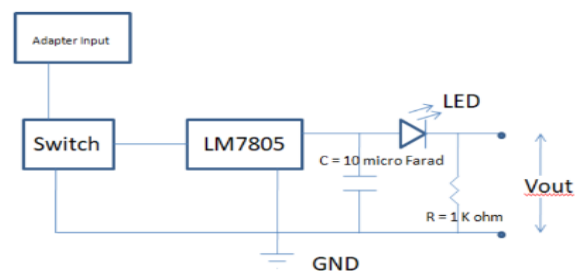 Adapter Input
LED
Switch
LM7805
C = 10 micro Farad
Vout
R = 1 K ohm
GND